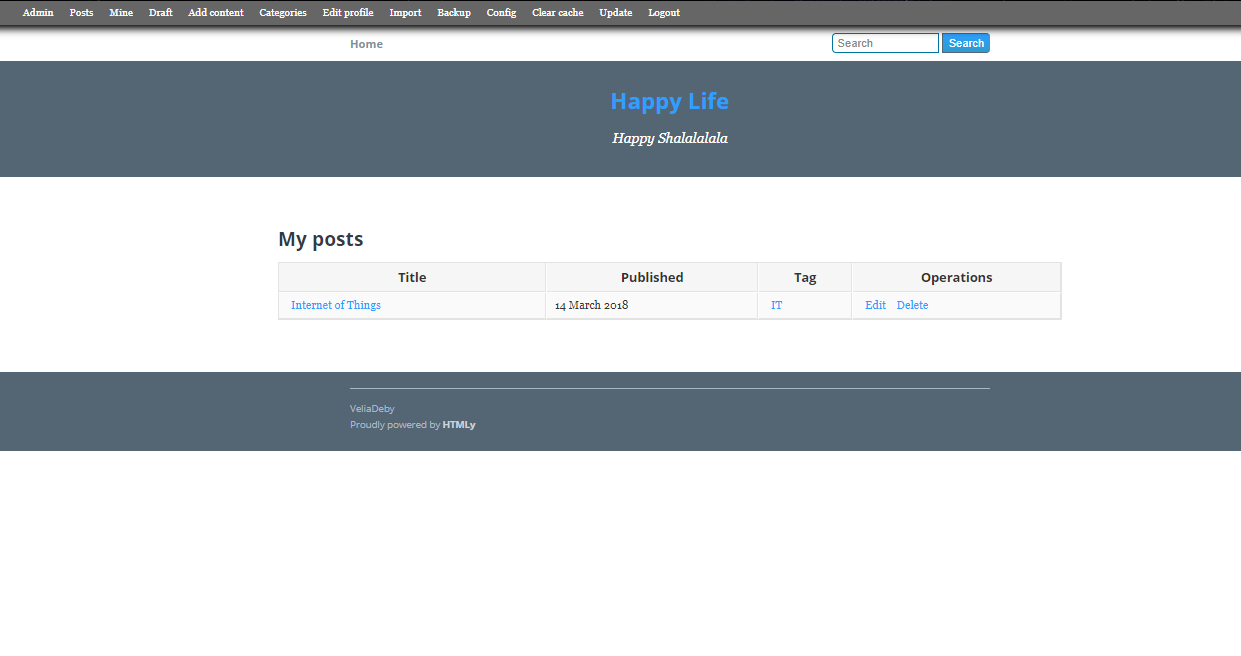 Admin Posts Mine Draft Add content Categories Edit profile Import Backup Config Clear cache Update Logout
Home Search Search
Happy Life
Happy Shalalalala
My posts
Title Published Tag Operations
Internet of Things 14 March 2018 IT Edit Delete
VeliaDeby
Proudly powered by HTMLy